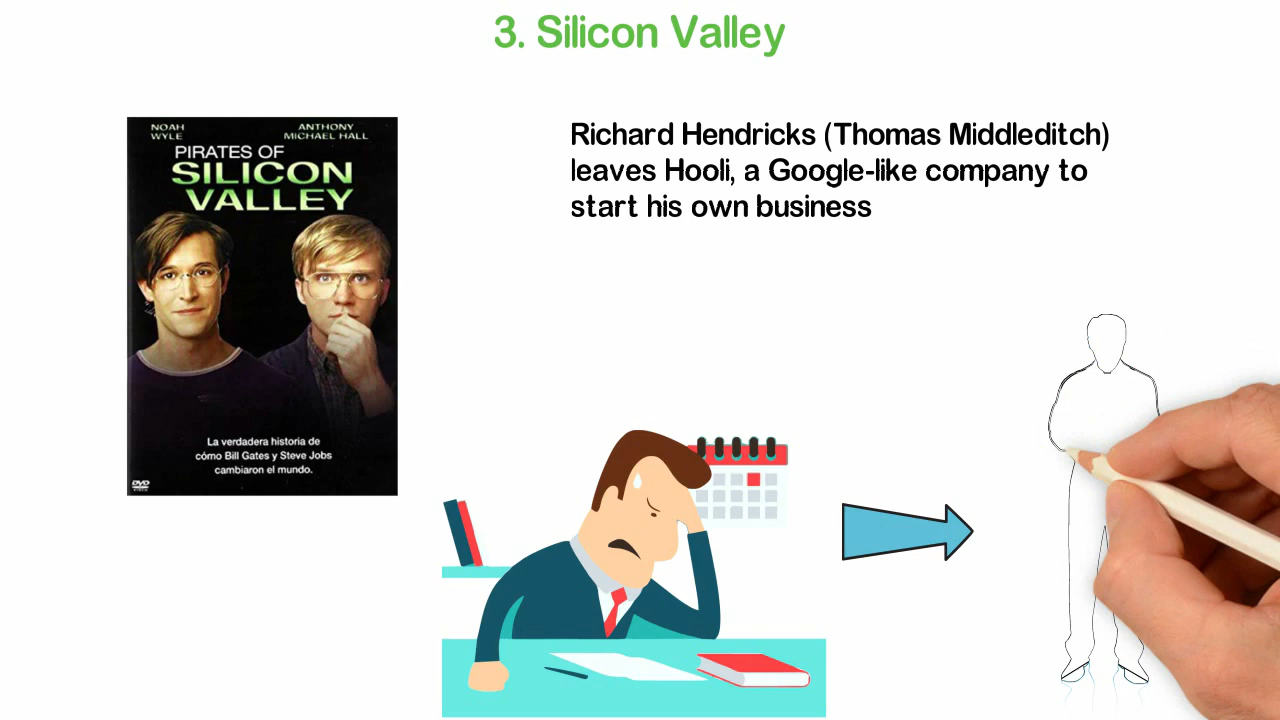 3. Silicon Valley
NOAH
WYLE
ANTHONY
MICHAEL HALL
PIRATES OF
SILICON
VALLEY
La verdadera historia de
cómo Bill Gates y Steve Jobs
cambiaron el mundo.
DVD
VIDEO
Richard Hendricks (Thomas Middleditch)
leaves Hooli, a Google-like company to
start his own business